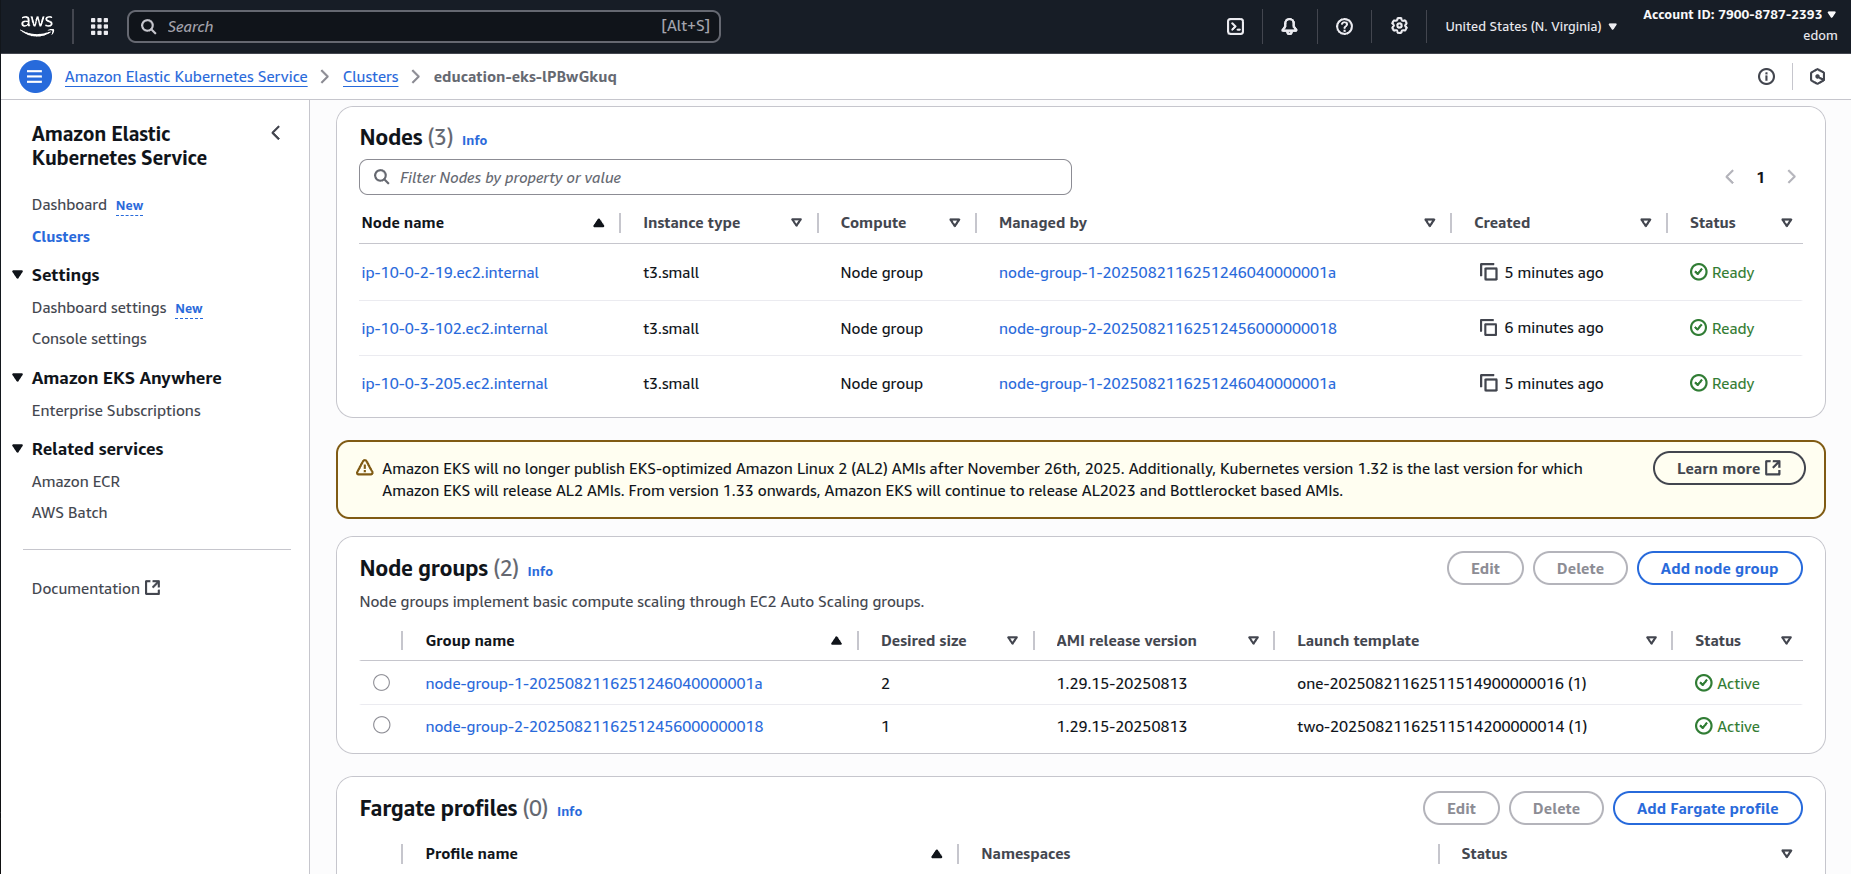 aws
Search [Alt+S]
United States (N. Virginia)
Account ID: 7900-8787-2393
edom
Amazon Elastic Kubernetes Service > Clusters > education-eks-lPBwGkuq
Amazon Elastic
Kubernetes Service
Dashboard New
Clusters
Settings
Dashboard settings New
Console settings
Amazon EKS Anywhere
Enterprise Subscriptions
Related services
Amazon ECR
AWS Batch
Documentation
Nodes (3) Info
Filter Nodes by property or value
1
Node name Instance type Compute Managed by Created Status
ip-10-0-2-19.ec2.internal t3.small Node group node-group-1-2025082116251246040000001a 5 minutes ago Ready
ip-10-0-3-102.ec2.internal t3.small Node group node-group-2-20250821162512456000000018 6 minutes ago Ready
ip-10-0-3-205.ec2.internal t3.small Node group node-group-1-2025082116251246040000001a 5 minutes ago Ready
Amazon EKS will no longer publish EKS-optimized Amazon Linux 2 (AL2) AMIs after November 26th, 2025. Additionally, Kubernetes version 1.32 is the last version for which
Amazon EKS will release AL2 AMIs. From version 1.33 onwards, Amazon EKS will continue to release AL2023 and Bottlerocket based AMIs.
Learn more
Node groups (2) Info
Edit Delete Add node group
Node groups implement basic compute scaling through EC2 Auto Scaling groups.
Group name Desired size AMI release version Launch template Status
node-group-1-2025082116251246040000001a 2 1.29.15-20250813 one-20250821162511514900000016 (1) Active
node-group-2-20250821162512456000000018 1 1.29.15-20250813 two-20250821162511514200000014 (1) Active
Fargate profiles (0) Info
Edit Delete Add Fargate profile
Profile name Namespaces Status